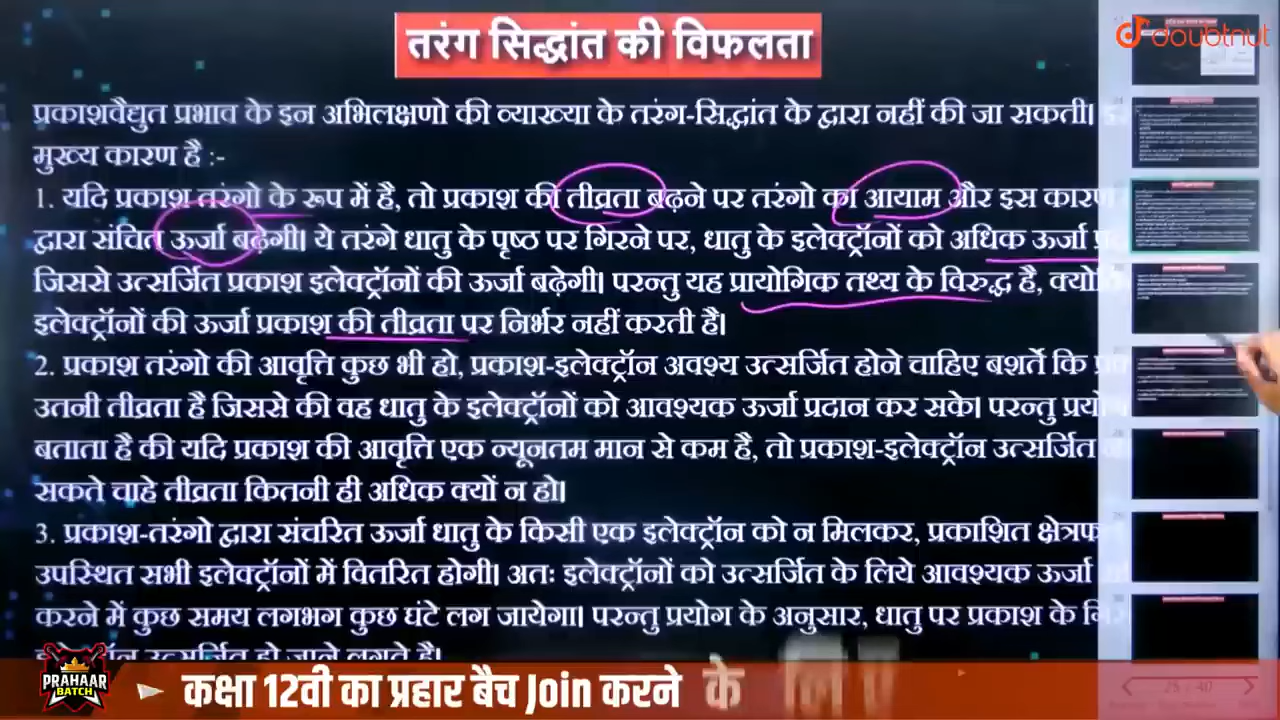 तरंग सिद्धांत की विफलता
doubtnut
प्रकाशवैद्युत प्रभाव के इन अभिलक्षणो की व्याख्या के तरंग-सिद्धांत के द्वारा नहीं की जा सकती।
मुख्य कारण है :-
1. यदि प्रकाश तरंगो के रूप में है, तो प्रकाश की तीव्रता बढ़ने पर तरंगो का आयाम और इस कारण
द्वारा संचित ऊर्जा बढ़ेगी। ये तरंगे धातु के पृष्ठ पर गिरने पर, धातु के इलेक्ट्रॉनों को अधिक ऊर्जा
जिससे उत्सर्जित प्रकाश इलेक्ट्रॉनों की ऊर्जा बढ़ेगी। परन्तु यह प्रायोगिक तथ्य के विरुद्ध है,
इलेक्ट्रॉनों की ऊर्जा प्रकाश की तीव्रता पर निर्भर नहीं करती है।
2. प्रकाश तरंगो की आवृत्ति कुछ भी हो, प्रकाश-इलेक्ट्रॉन अवश्य उत्सर्जित होने चाहिए बशर्ते कि
उतनी तीव्रता है जिससे की वह धातु के इलेक्ट्रॉनों को आवश्यक ऊर्जा प्रदान कर सके। परन्तु
बताता है की यदि प्रकाश की आवृत्ति एक न्यूनतम मान से कम है, तो प्रकाश-इलेक्ट्रॉन उत्सर्जित
सकते चाहे तीव्रता कितनी ही अधिक क्यों न हो।
3. प्रकाश-तरंगो द्वारा संचरित ऊर्जा धातु के किसी एक इलेक्ट्रॉन को न मिलकर, प्रकाशित
उपस्थित सभी इलेक्ट्रॉनों में वितरित होगी। अतः इलेक्ट्रॉनों को उत्सर्जित के लिये आवश्यक ऊर्जा
करने में कुछ समय लगभग कुछ घंटे लग जायेगा। परन्तु प्रयोग के अनुसार, धातु पर प्रकाश के
उत्सर्जित हो जाने लगते है।
PRAHAAR
BATCH
कक्षा 12वी का प्रहार बैच Join करने के लिए
25 / 40